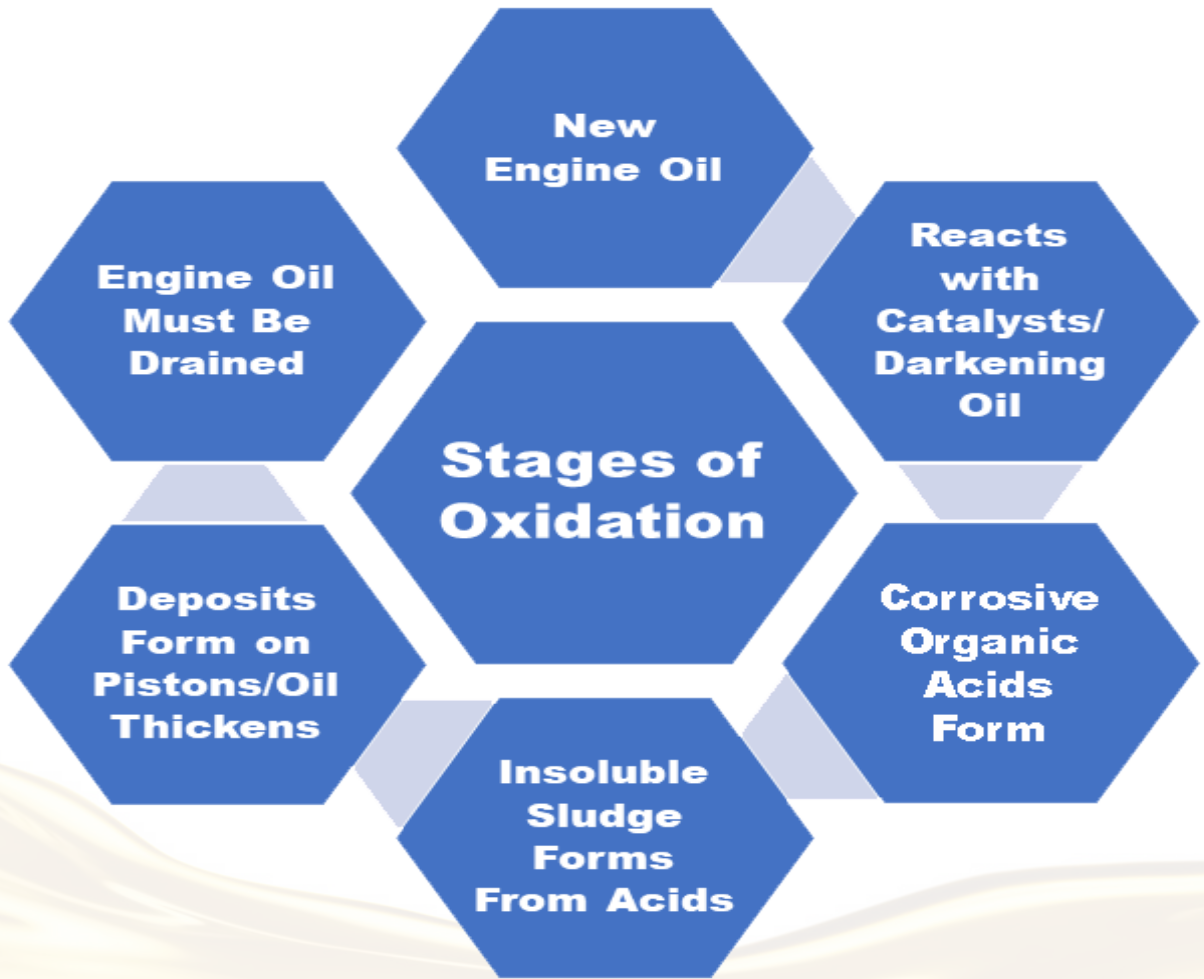 New
Engine Oil
Reacts
with
Catalysts/
Darkening
Oil
Corrosive
Organic
Acids
Form
Insoluble
Sludge
Forms
From Acids
Deposits
Form on
Pistons/Oil
Thickens
Engine Oil
Must Be
Drained
Stages of
Oxidation